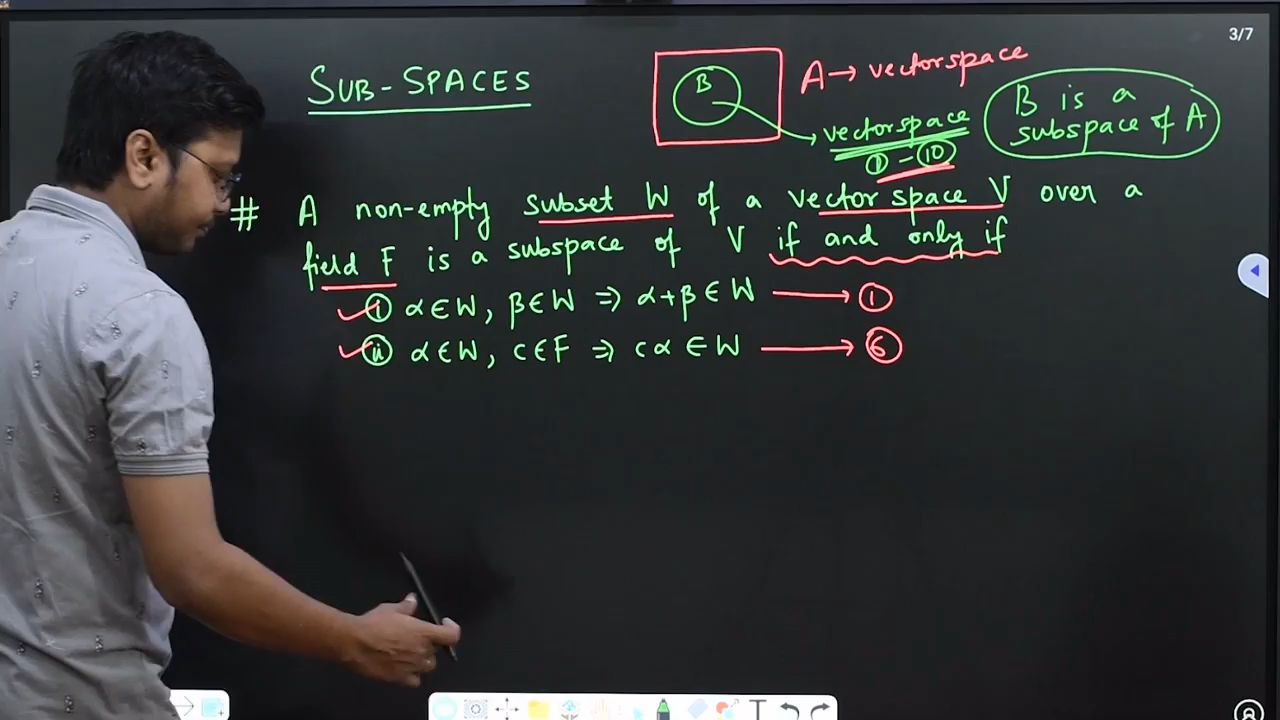 3/7
SUB-SPACES
B
A → vectorspace
vectorspace
① - ⑩
B is a
subspace of A
# A non-empty subset W of a vector space V over a
field F is a subspace of V if and only if
ⓘ α∈W, β∈W ⇒ α+β ∈ W → ①
ⓘⓘ α∈W, c∈F ⇒ cα ∈ W → ⑥
T